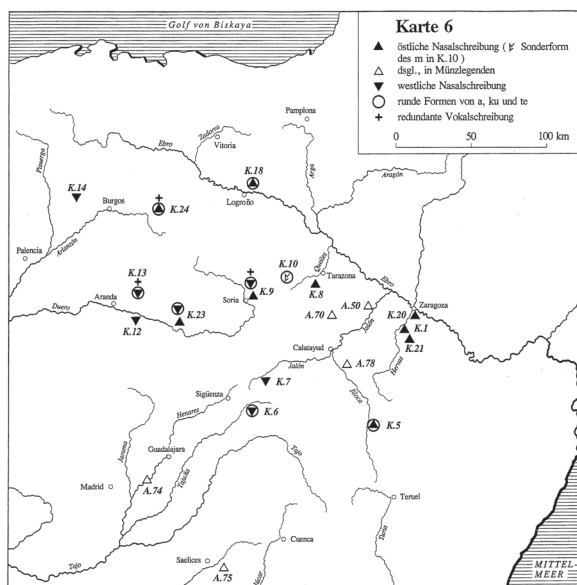 Golf von Biskaya
Karte 6
östliche Nasalschreibung ( Sonderform
des m in K.10 )
dsgl., in Münzlegenden
westliche Nasalschreibung
runde Formen von a, ku und te
redundante Vokalschreibung
0 50 100 km
Pamplona
Zadorra
Vitoria
Ebro
Arga
Pisuerga
K.18
Aragón
K.14
Logroño
Burgos
K.24
Arlanzón
Palencia
K.10
Queiles
K.13
Tarazona
Ebro
K.9
K.8
Aranda
Soria
A.50
Zaragoza
Duero
K.23
A.70
K.20
K.1
K.12
Jalón
K.21
Calatayud
Huerva
A.78
Jalón
K.7
Jiloca
Sigüenza
Henares
K.6
K.5
Jarama
Guadalajara
Tajo
Tajuña
A.74
Madrid
Teruel
Turia
Cuenca
Tajo
Saelices
A.75
Júcar
MITTEL-
MEER